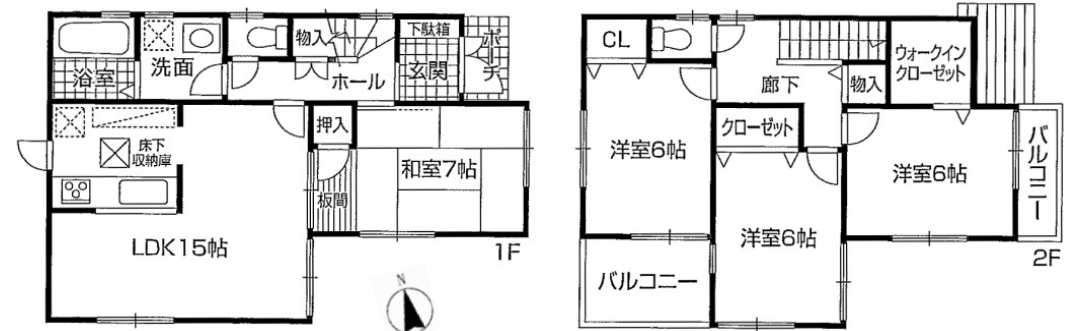 浴室
洗面
物入
ホール
下駄箱
玄関
ポーチ
床下
収納庫
押入
和室7帖
板間
LDK15帖
1F
N
CL
ウォークイン
クローゼット
廊下
物入
クローゼット
洋室6帖
洋室6帖
洋室6帖
バルコニー
バルコニー
2F